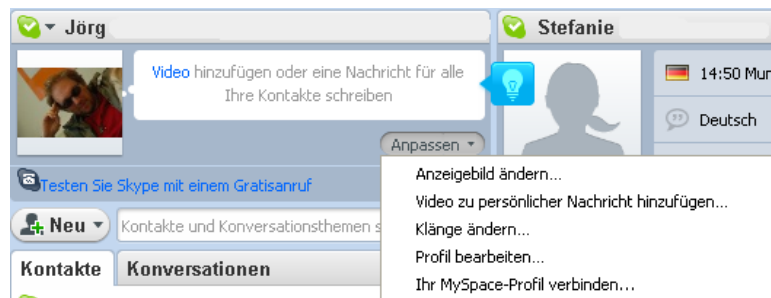 Jörg
Video hinzufügen oder eine Nachricht für alle
Ihre Kontakte schreiben
Anpassen
Testen Sie Skype mit einem Gratisanruf
Neu
Kontakte und Konversationsthemen
Kontakte
Konversationen
Stefanie
14:50
Deutsch
Anzeigebild ändern...
Video zu persönlicher Nachricht hinzufügen...
Klänge ändern...
Profil bearbeiten...
Ihr MySpace-Profil verbinden...